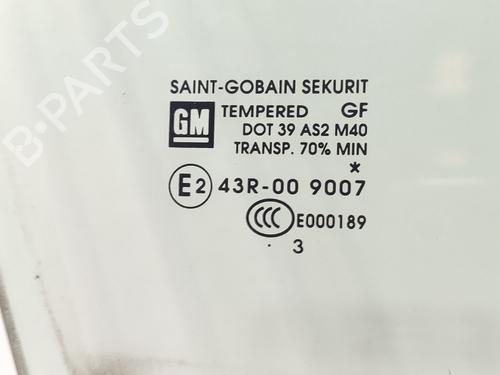 SAINT-GOBAIN SEKURIT
GM TEMPERED GF
DOT 39 AS2 M40
TRANSP. 70% MIN
*
E2 43R-00 9007
CCC E000189
3
B-PARTS